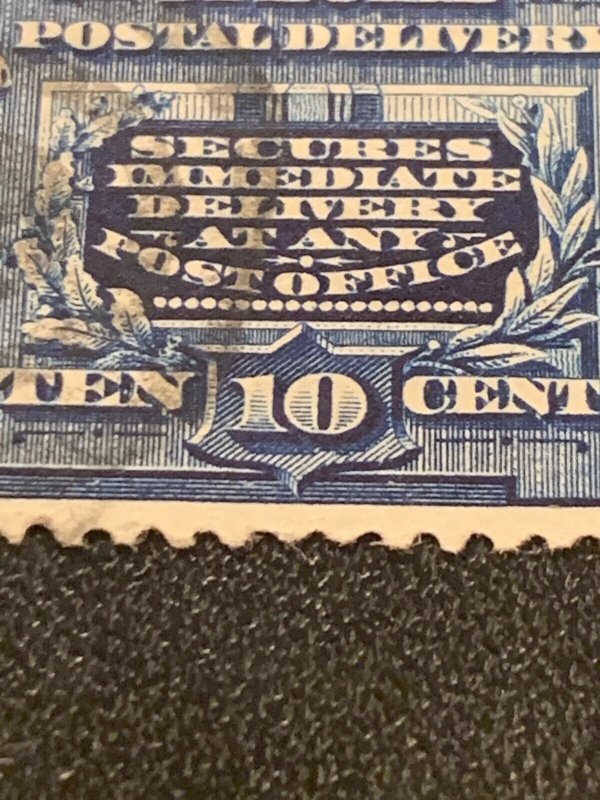 POSTAL DELIVERY
SECURES
IMMEDIATE
DELIVERY
AT ANY
POST OFFICE
TEN 10 CENT